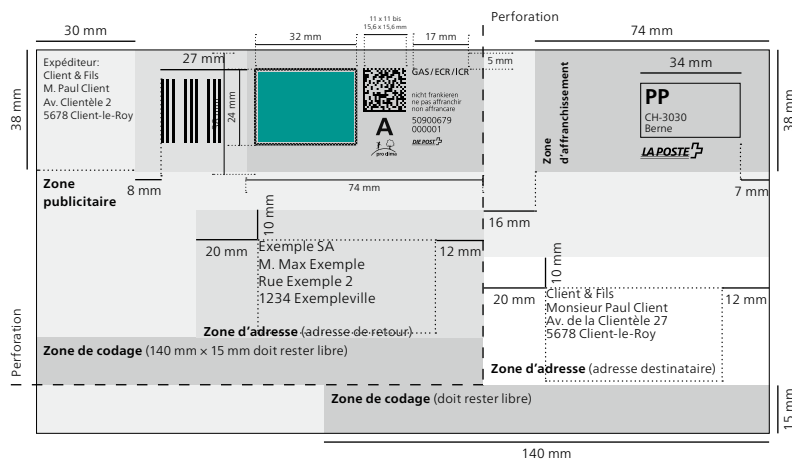 Perforation
30 mm
32 mm
11 x 11 bis
15,6 x 15,6 mm
17 mm
74 mm
Expéditeur:
Client & Fils
M. Paul Client
Av. Clientèle 2
5678 Client-le-Roy
27 mm
24 mm
GAS/ECR/ICR
5 mm
nicht frankieren
ne pas affranchir
non affrancare
A
50900679
000001
DIE POST
pro clima
Zone
d'affranchissement
34 mm
PP
CH-3030
Berne
LA POSTE
38 mm
38 mm
8 mm
74 mm
7 mm
Zone
publicitaire
16 mm
10 mm
20 mm
12 mm
Exemple SA
M. Max Exemple
Rue Exemple 2
1234 Exempleville
Zone d'adresse (adresse de retour)
10 mm
20 mm
12 mm
Client & Fils
Monsieur Paul Client
Av. de la Clientèle 27
5678 Client-le-Roy
Zone d'adresse (adresse destinataire)
Perforation
Zone de codage (140 mm × 15 mm doit rester libre)
Zone de codage (doit rester libre)
15 mm
140 mm